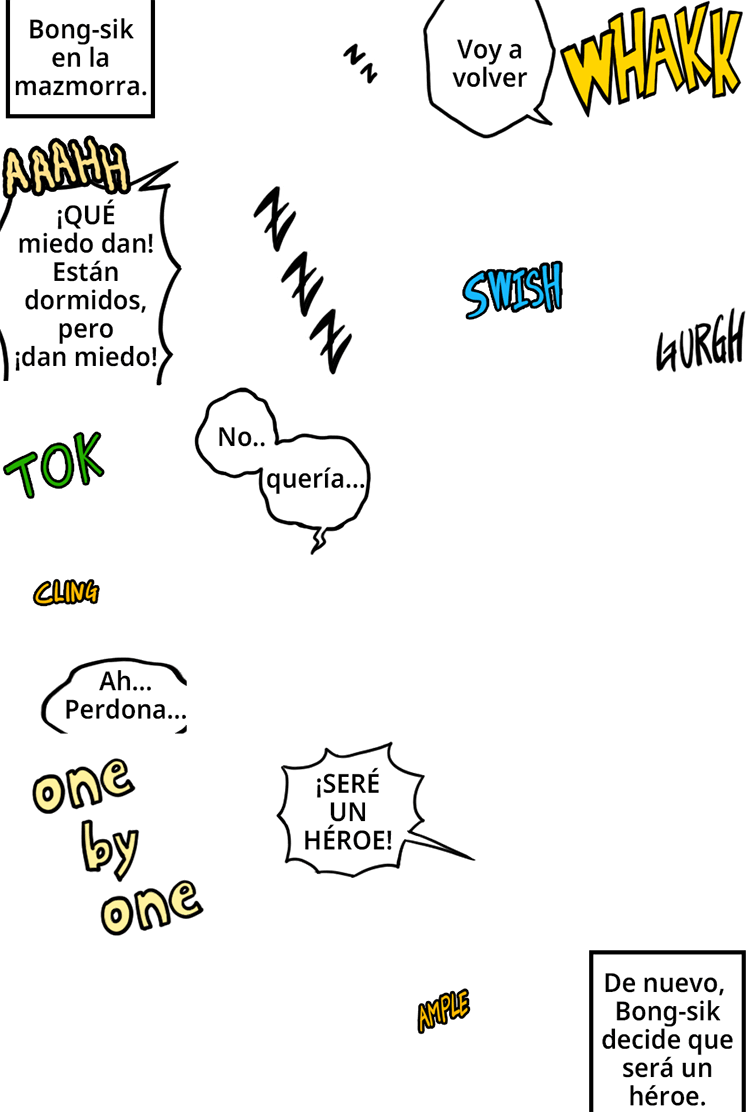 Bong-sik
en la
mazmorra.
Z
Z
Voy a
volver
WHAKK
AAAHH
¡QUÉ
miedo dan!
Están
dormidos,
pero
¡dan miedo!
Z
Z
Z
SWISH
GURGH
No..
quería...
TOK
CLING
Ah...
Perdona...
one
by
one
¡SERÉ
UN
HÉROE!
AMPLE
De nuevo,
Bong-sik
decide que
será un
héroe.